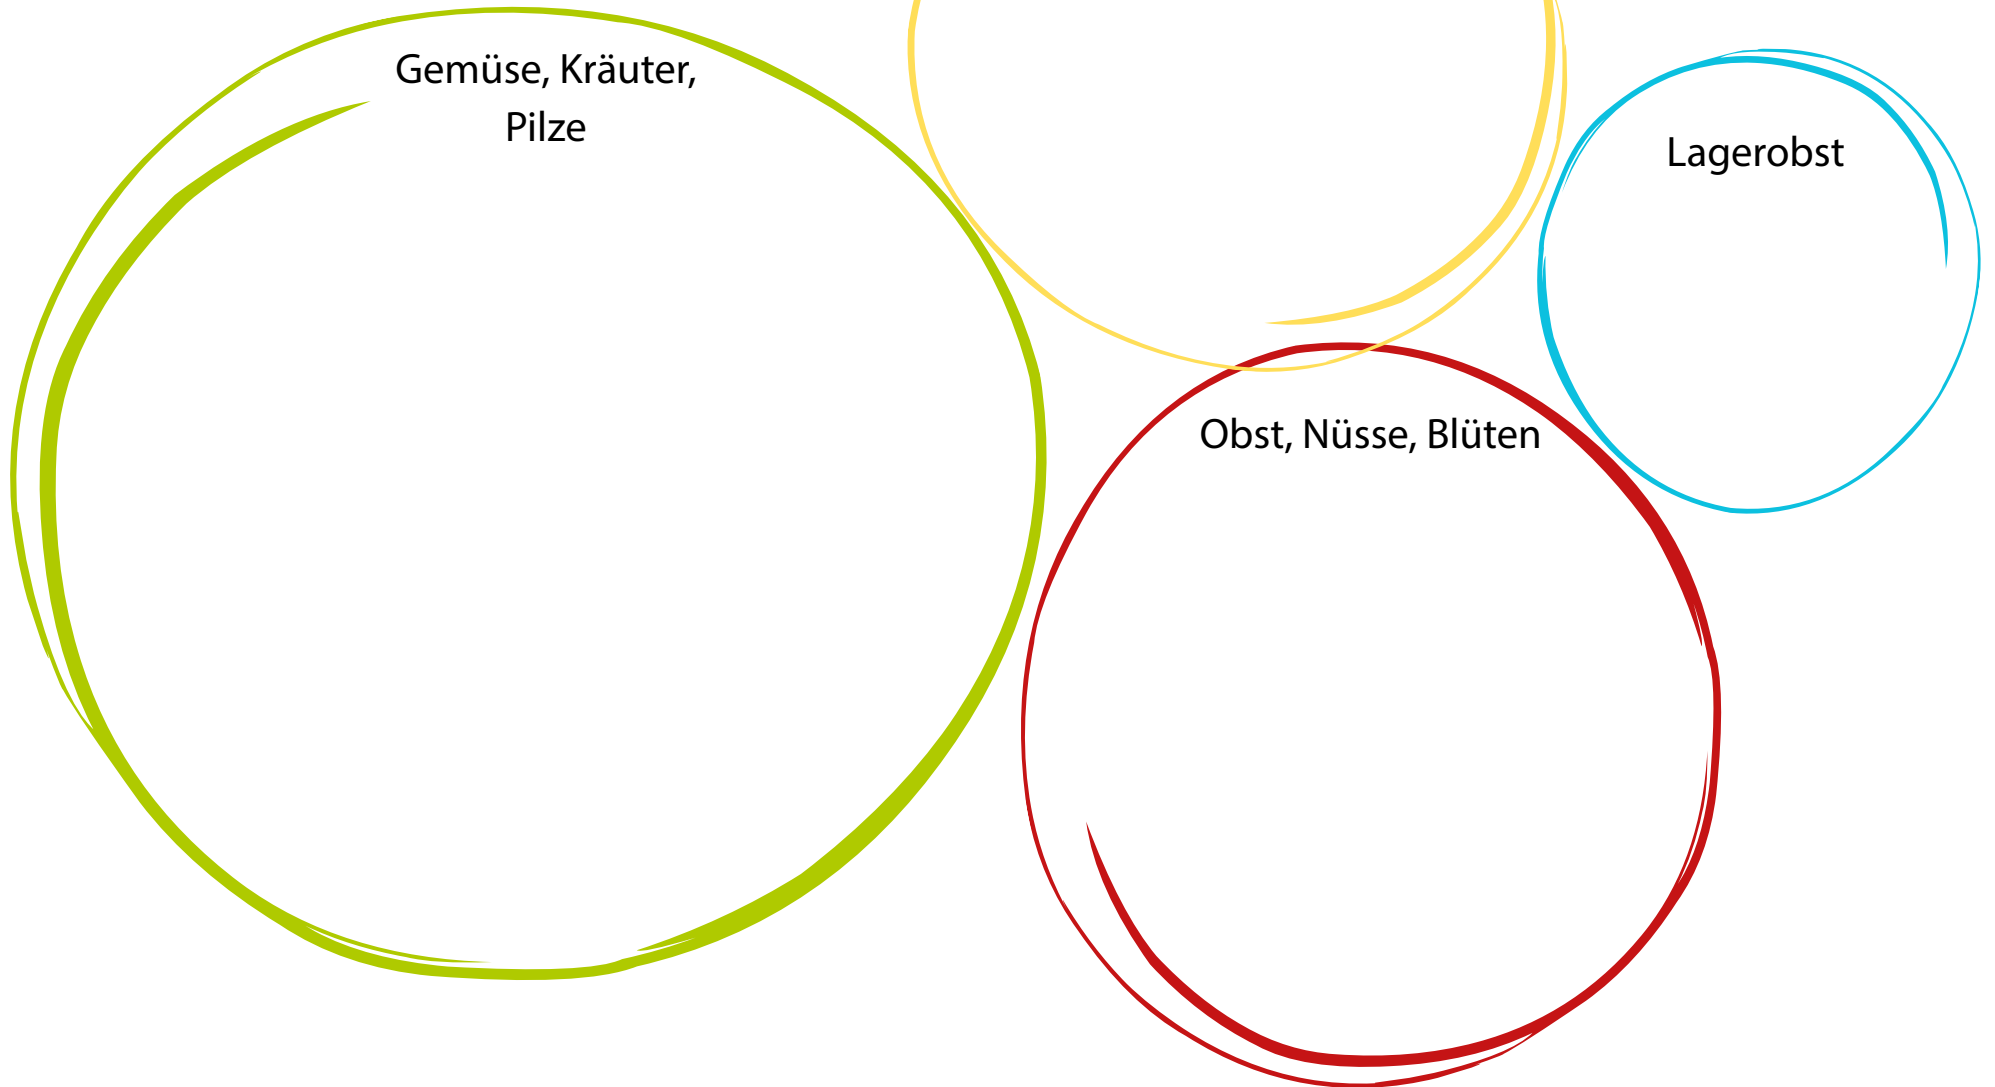 Gemüse, Kräuter,
Pilze
Lagerobst
Obst, Nüsse, Blüten